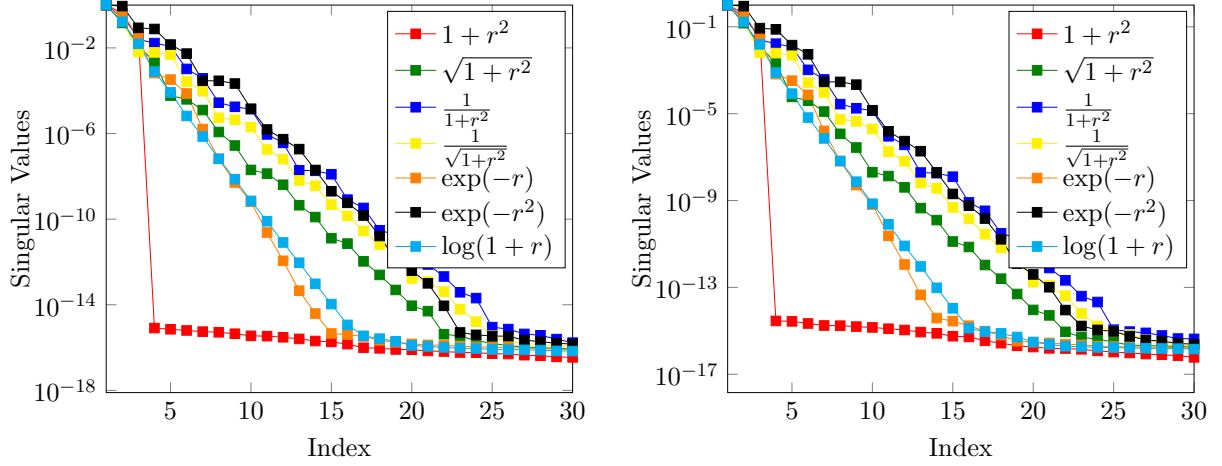 10^{-2}
10^{-6}
10^{-10}
10^{-14}
10^{-18}
5 10 15 20 25 30
Index
Singular Values
1 + r^2
\sqrt{1 + r^2}
\frac{1}{1+r^2}
\frac{1}{\sqrt{1+r^2}}
exp(−r)
exp(−r^2)
log(1 + r)
10^{-1}
10^{-5}
10^{-9}
10^{-13}
10^{-17}
5 10 15 20 25 30
Index
Singular Values
1 + r^2
\sqrt{1 + r^2}
\frac{1}{1+r^2}
\frac{1}{\sqrt{1+r^2}}
exp(−r)
exp(−r^2)
log(1 + r)